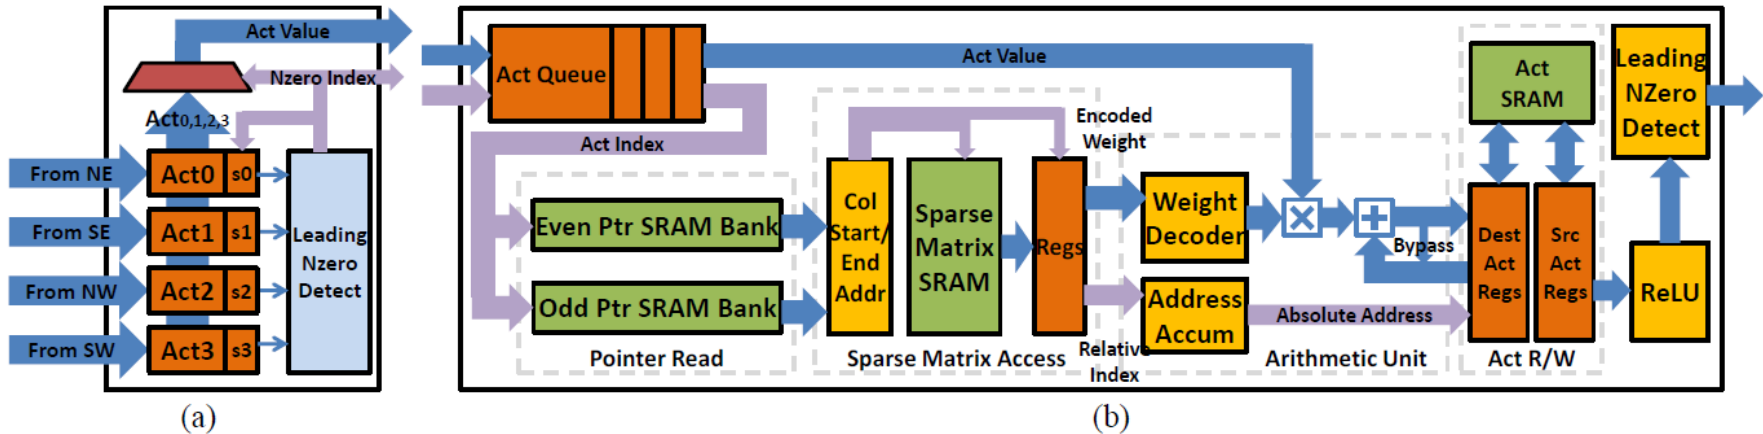 Act Value
Nzero Index
Act0,1,2,3
From NE
Act0
s0
From SE
Act1
s1
From NW
Act2
s2
From SW
Act3
s3
Leading
Nzero
Detect
(a)
Act Queue
Act Value
Act Index
Even Ptr SRAM Bank
Odd Ptr SRAM Bank
Pointer Read
Col
Start/
End
Addr
Sparse
Matrix
SRAM
Regs
Encoded
Weight
Relative
Index
Sparse Matrix Access
Weight
Decoder
Address
Accum
Bypass
Absolute Address
Arithmetic Unit
Act
SRAM
Dest
Act
Regs
Src
Act
Regs
Act R/W
Leading
NZero
Detect
ReLU
(b)